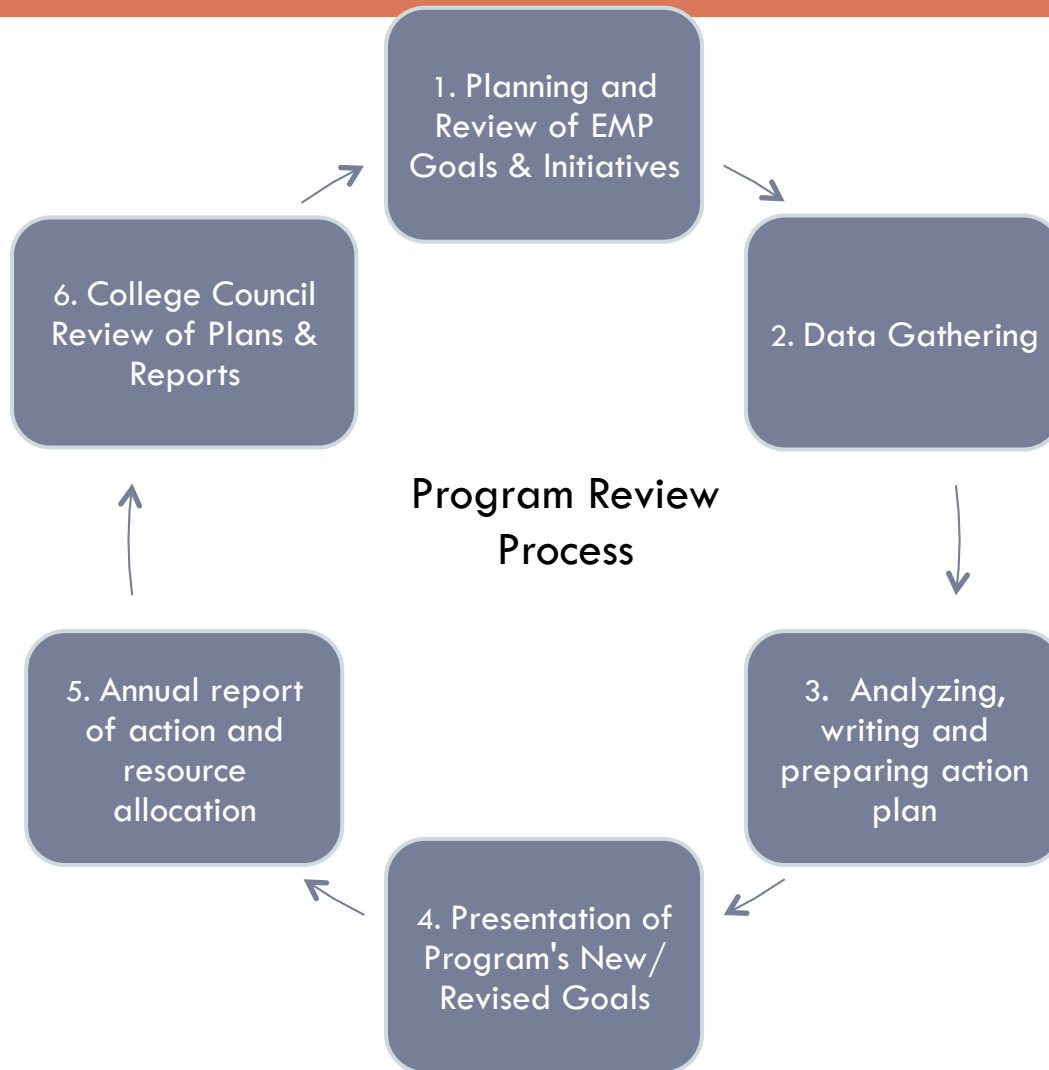 1. Planning and
Review of EMP
Goals & Initiatives
2. Data Gathering
3. Analyzing,
writing and
preparing action
plan
4. Presentation of
Program's New/
Revised Goals
5. Annual report
of action and
resource
allocation
6. College Council
Review of Plans &
Reports
Program Review
Process